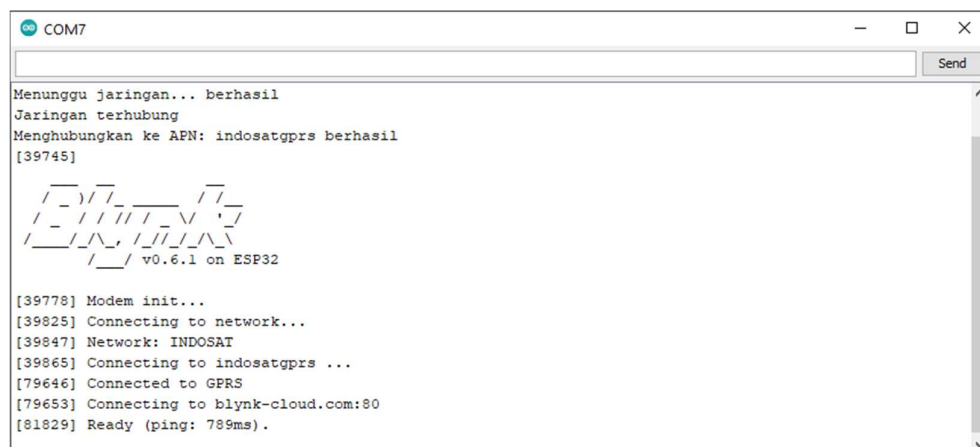 COM7
Send
Menunggu jaringan... berhasil
Jaringan terhubung
Menghubungkan ke APN: indosatgprs berhasil
[39745]
Blynk
v0.6.1 on ESP32
[39778] Modem init...
[39825] Connecting to network...
[39847] Network: INDOSAT
[39865] Connecting to indosatgprs ...
[79646] Connected to GPRS
[79653] Connecting to blynk-cloud.com:80
[81829] Ready (ping: 789ms).